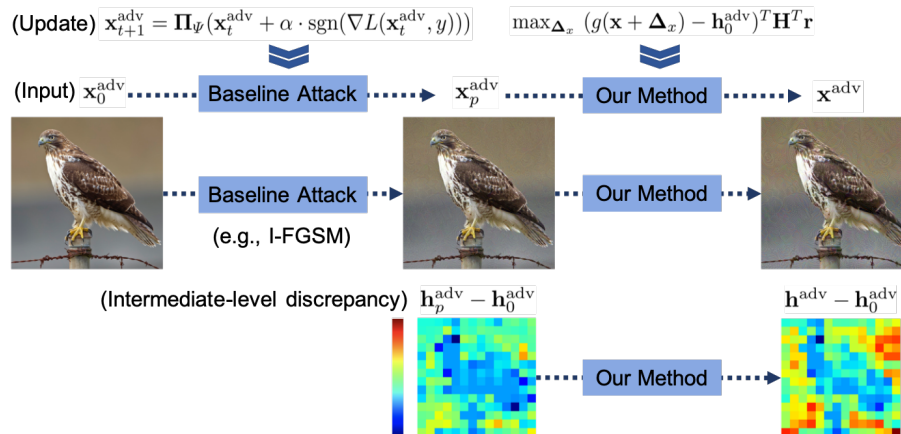 (Update) x_{t+1}^{adv} = Π_Ψ(x_t^{adv} + α · sgn(∇L(x_t^{adv}, y))) max_{Δ_x} (g(x + Δ_x) − h_0^{adv})^T H^T r
(Input) x_0^{adv} Baseline Attack x_p^{adv} Our Method x^{adv}
Baseline Attack Our Method
(e.g., I-FGSM)
(Intermediate-level discrepancy) h_p^{adv} − h_0^{adv} h^{adv} − h_0^{adv}
Our Method